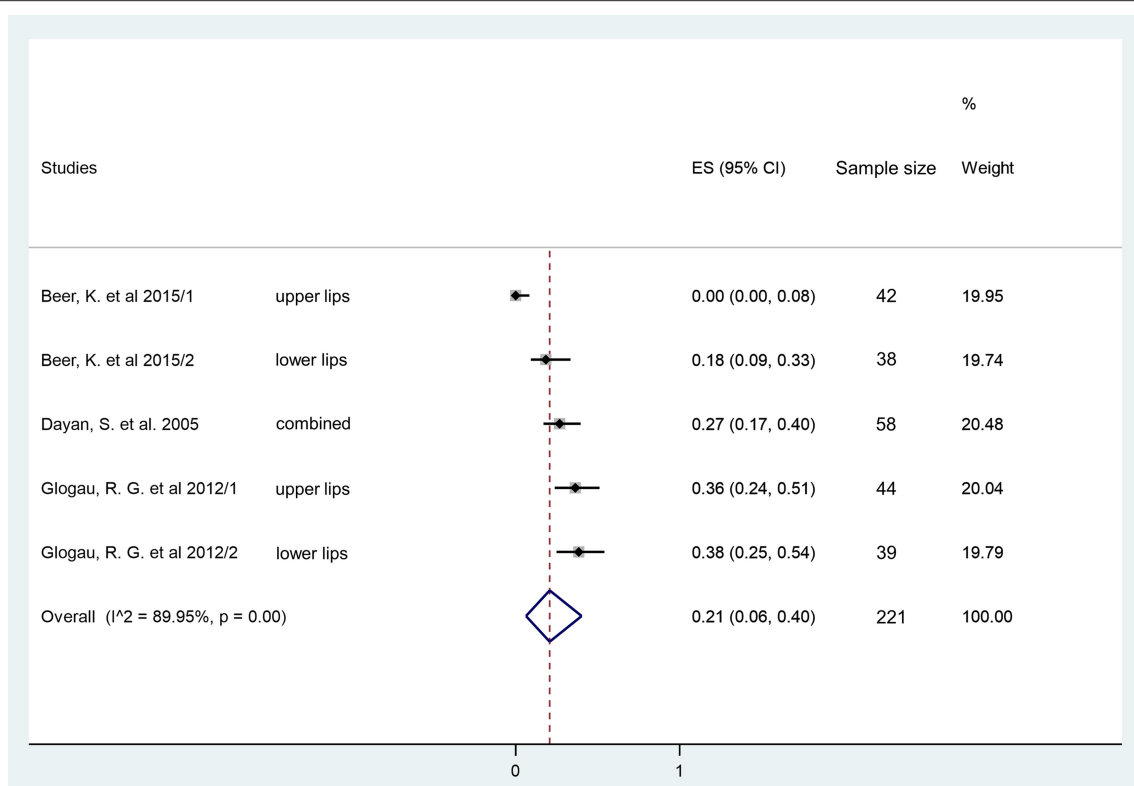 %
Studies ES (95% CI) Sample size Weight
Beer, K. et al 2015/1 upper lips 0.00 (0.00, 0.08) 42 19.95
Beer, K. et al 2015/2 lower lips 0.18 (0.09, 0.33) 38 19.74
Dayan, S. et al. 2005 combined 0.27 (0.17, 0.40) 58 20.48
Glogau, R. G. et al 2012/1 upper lips 0.36 (0.24, 0.51) 44 20.04
Glogau, R. G. et al 2012/2 lower lips 0.38 (0.25, 0.54) 39 19.79
Overall (I^2 = 89.95%, p = 0.00) 0.21 (0.06, 0.40) 221 100.00
0 1